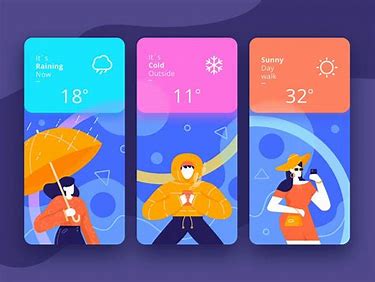 It`s
Raining
Now
18°
It`s
Cold
Outside
11°
Sunny
Day
walk
32°